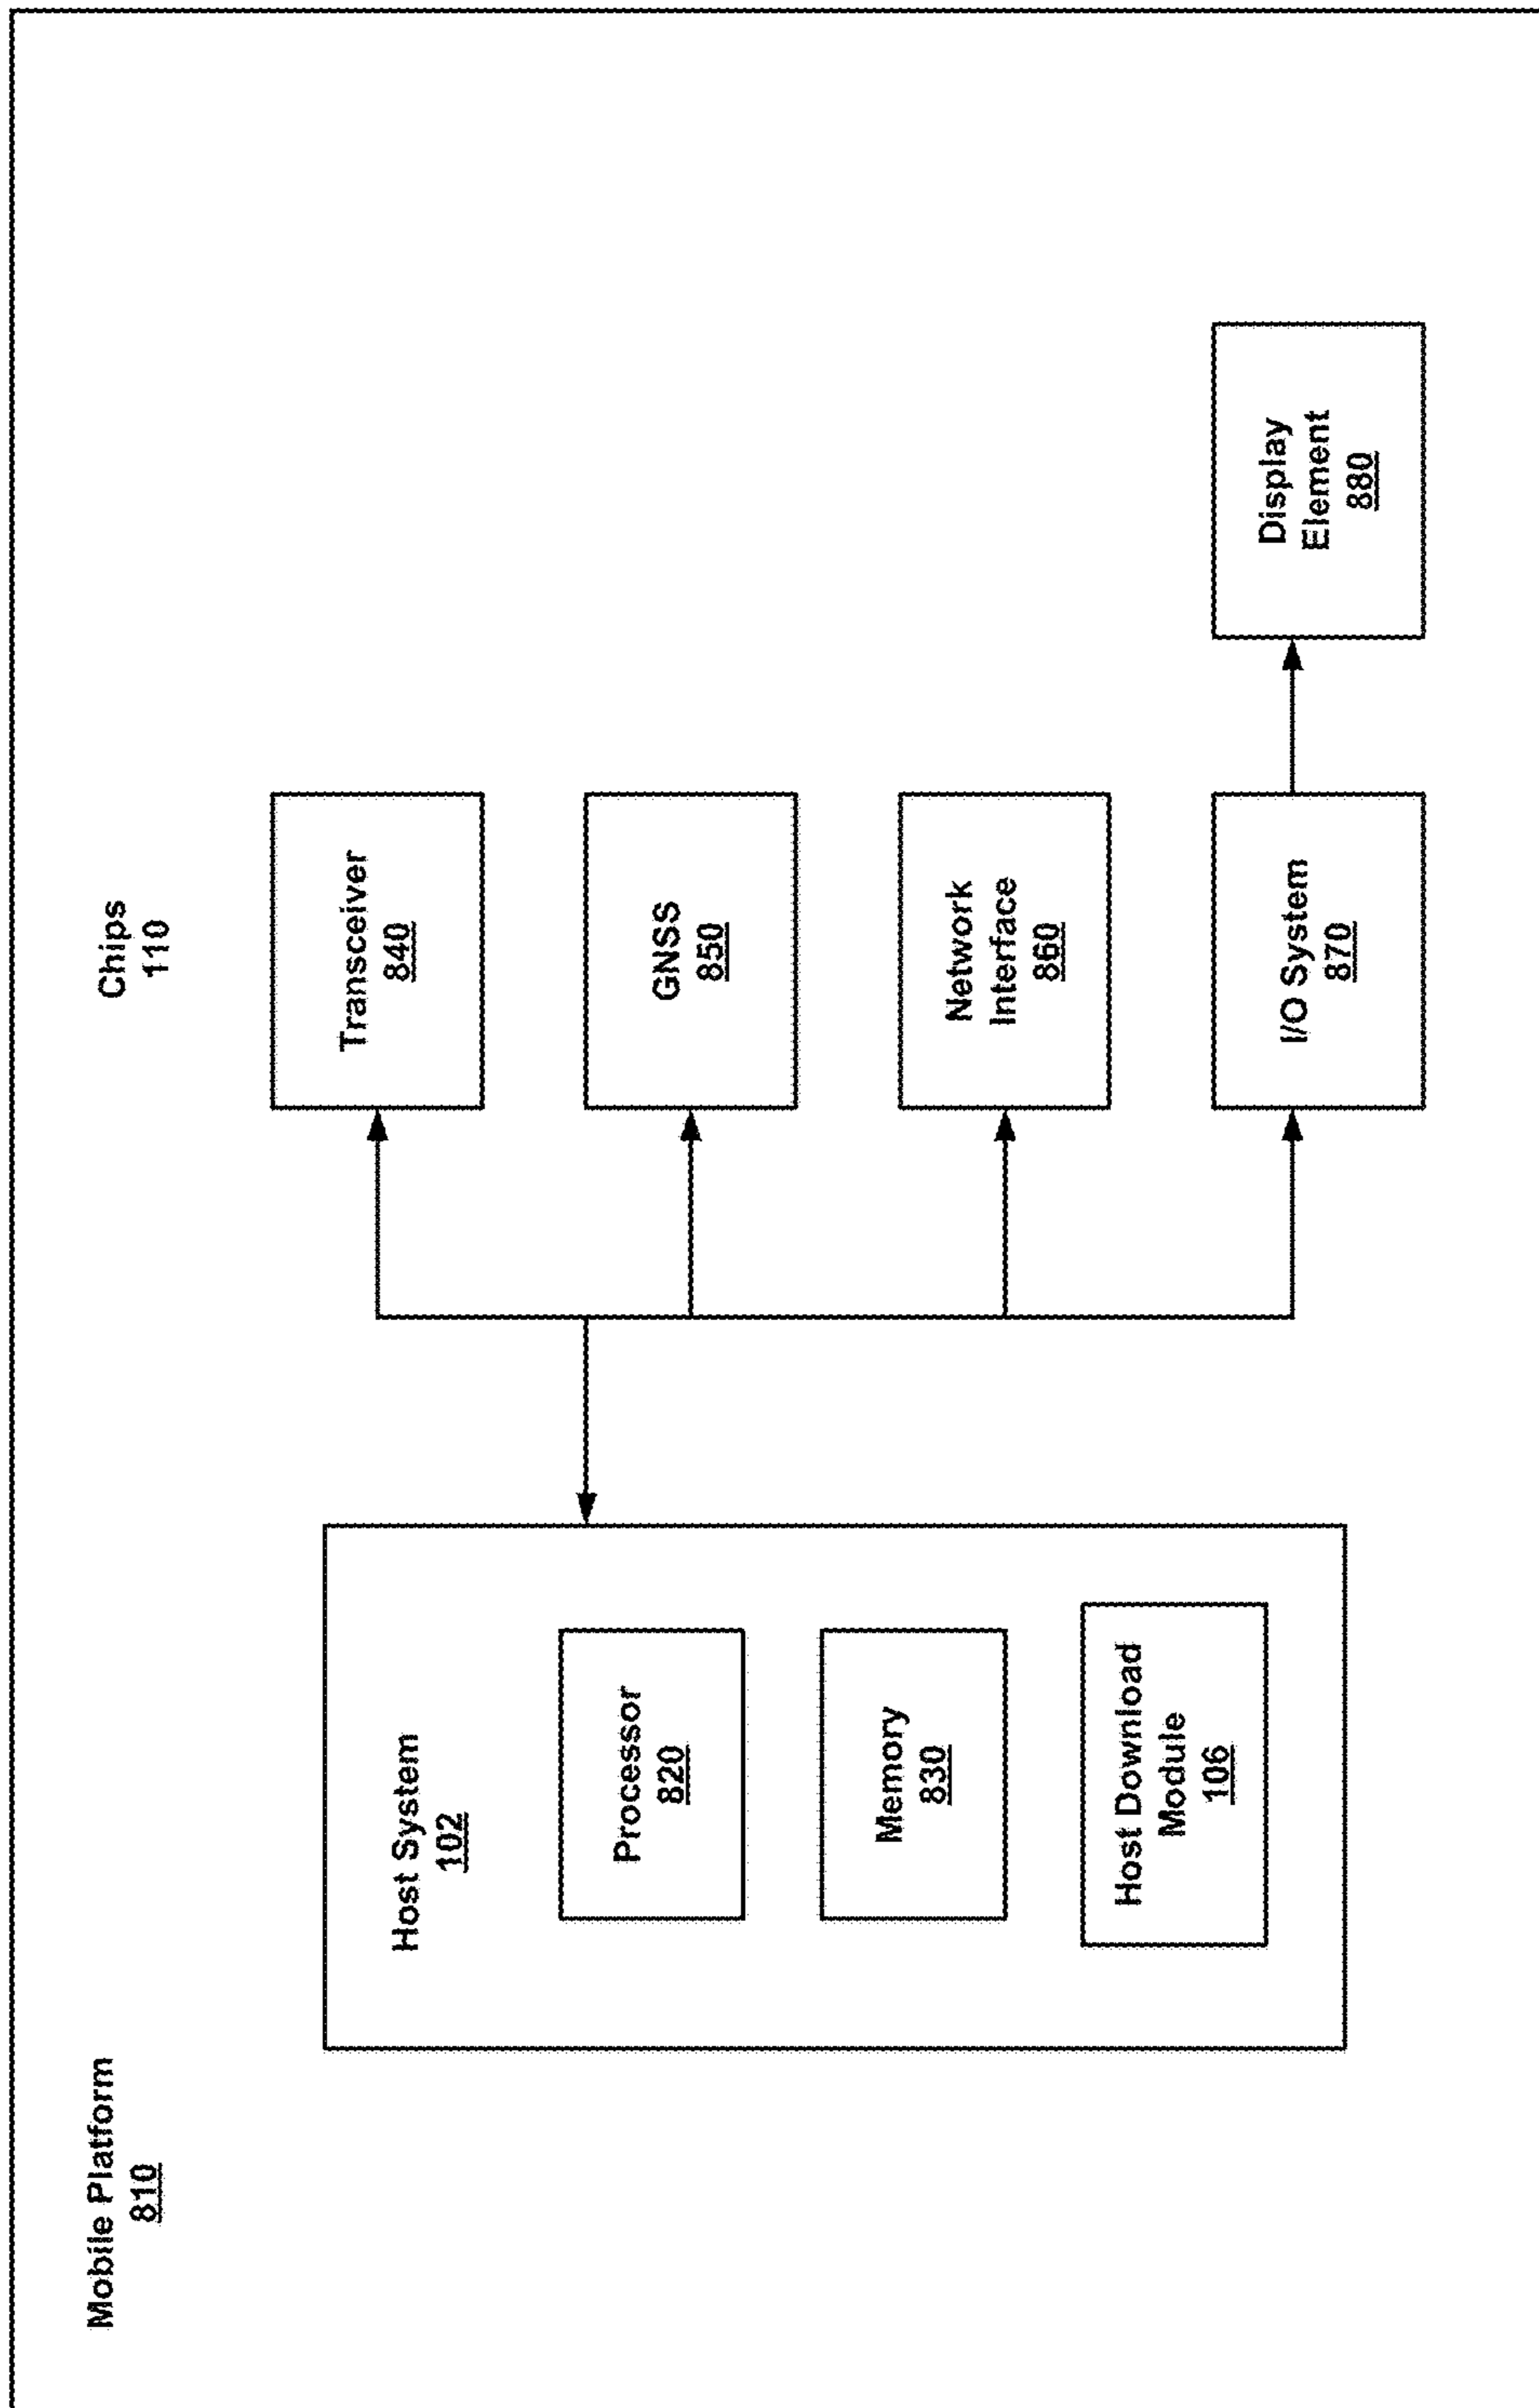 Mobile Platform
810
Host System
102
Processor
820
Memory
830
Host Download
Module
106
Chips
110
Transceiver
840
GNSS
850
Network
Interface
860
I/O System
870
Display
Element
880